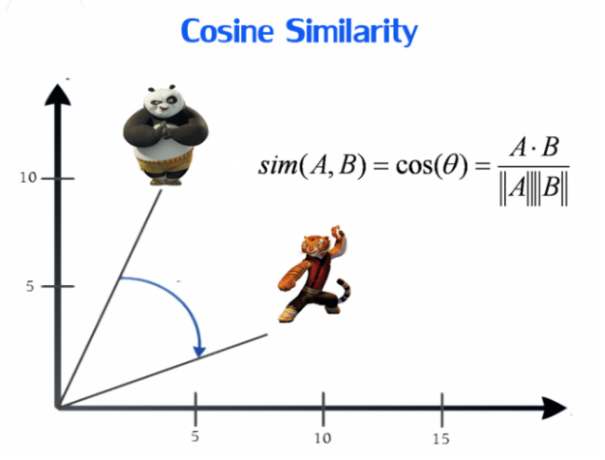 Cosine Similarity
sim(A, B) = cos(θ) = A · B / ||A||||B||
10
5
5
10
15